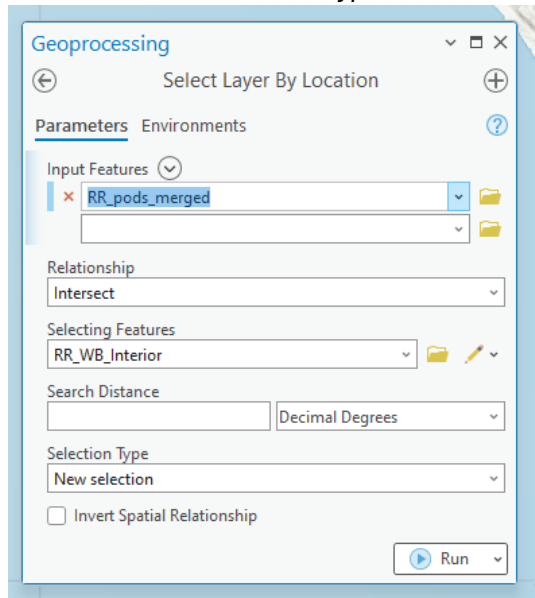 Geoprocessing
Select Layer By Location
Parameters Environments
Input Features
RR_pods_merged
Relationship
Intersect
Selecting Features
RR_WB_Interior
Search Distance
Decimal Degrees
Selection Type
New selection
Invert Spatial Relationship
Run